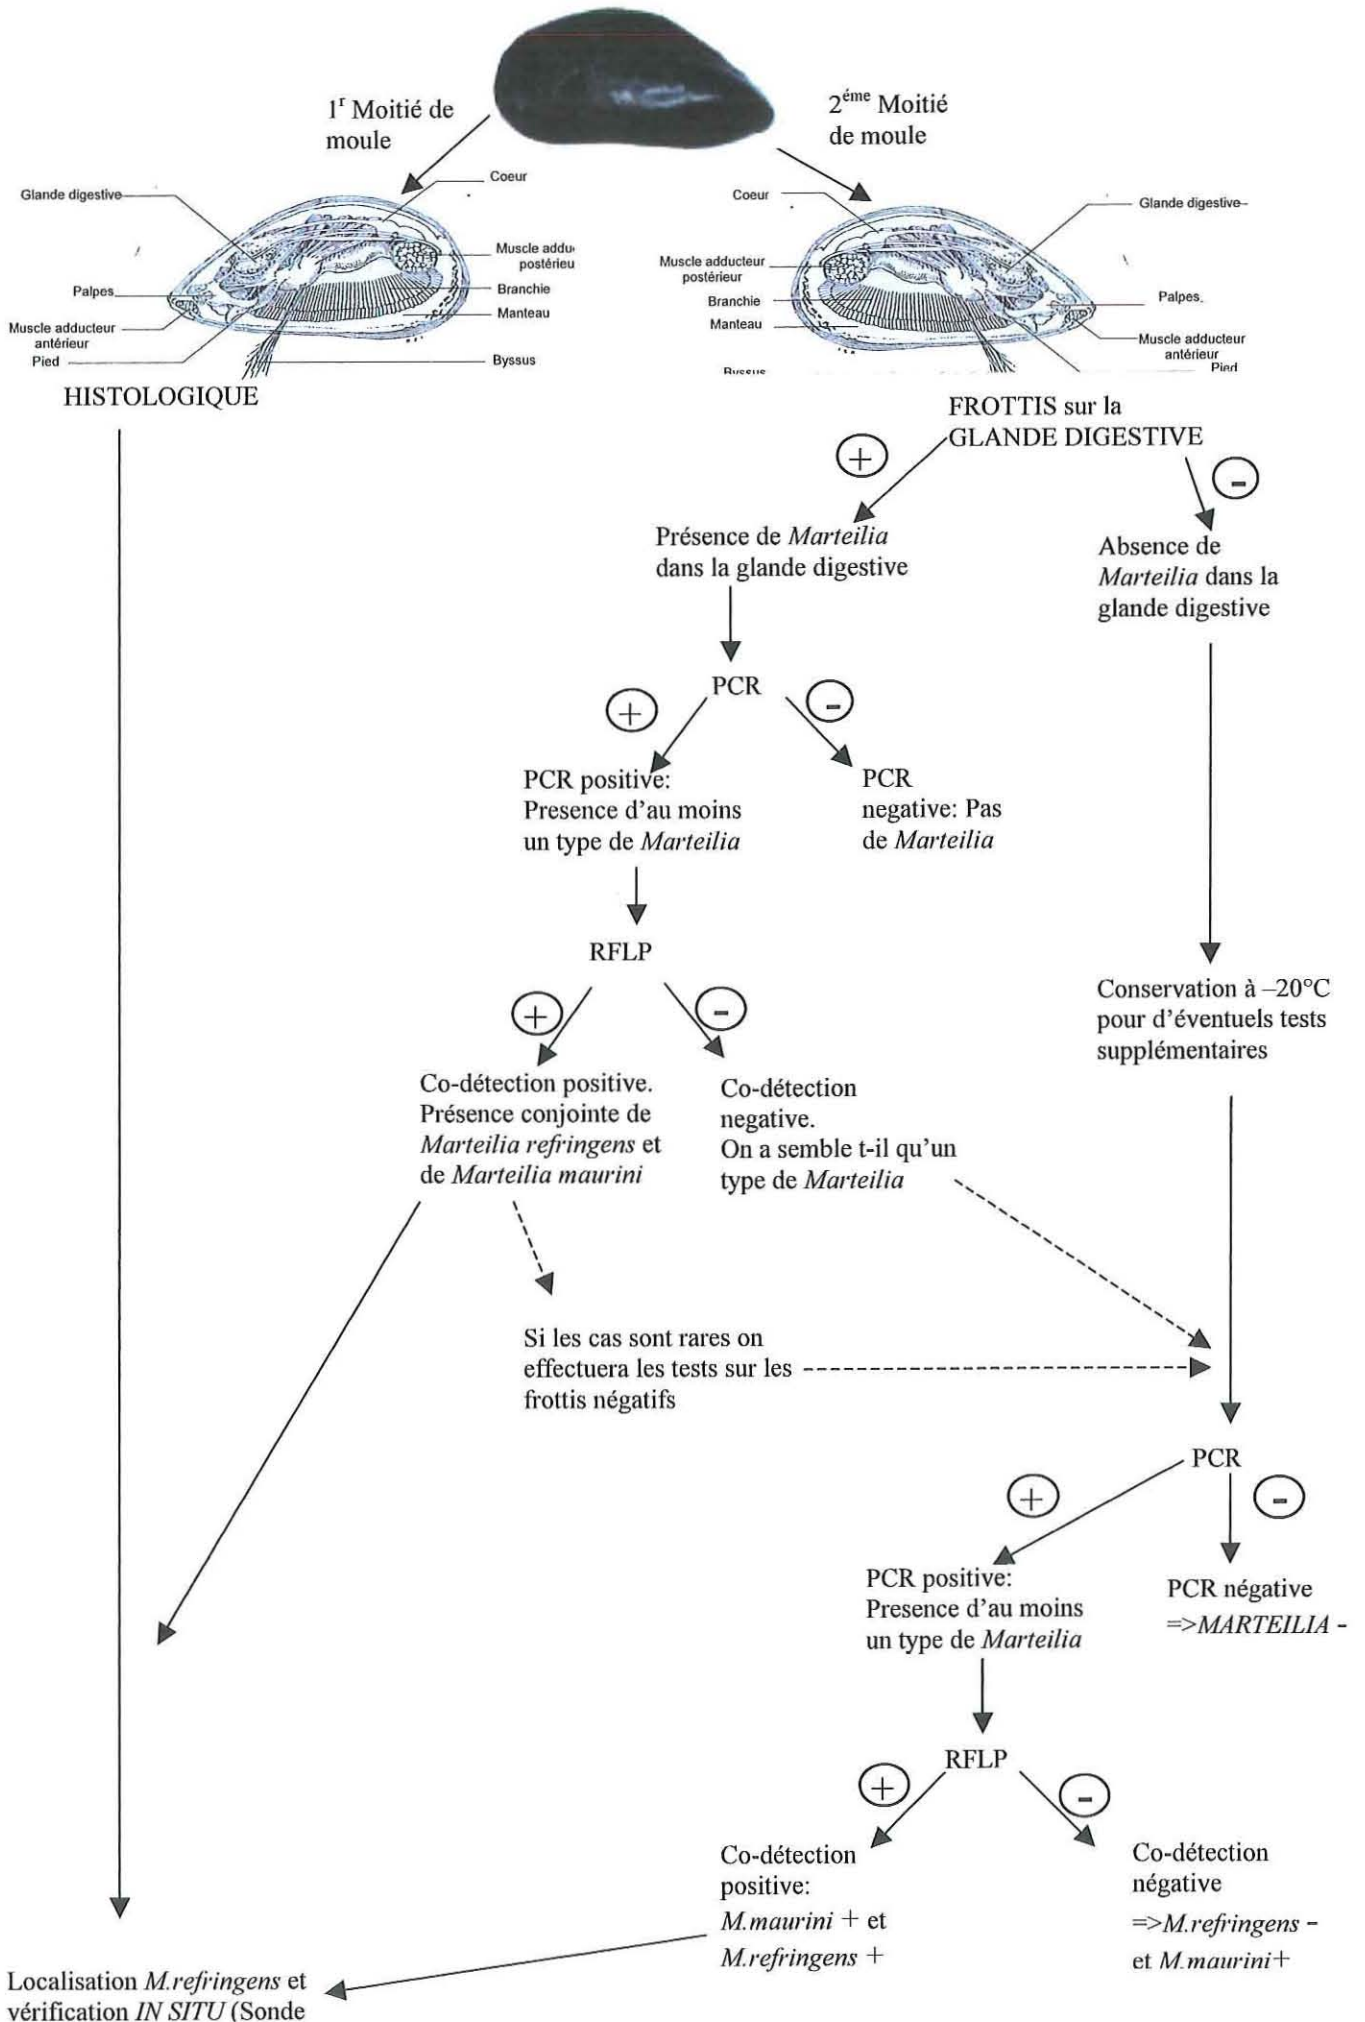 1r Moitié de
moule
2éme Moitié
de moule
Glande digestive
Coeur
Muscle addu
postérieu
Branchie
Manteau
Palpes
Muscle adducteur
antérieur
Pied
Byssus
Coeur
Glande digestive
Muscle adducteur
postérieur
Branchie
Manteau
Palpes.
Muscle adducteur
antérieur
Pied
Byssus
HISTOLOGIQUE
FROTTIS sur la
GLANDE DIGESTIVE
+
-
Présence de Marteilia
dans la glande digestive
Absence de
Marteilia dans la
glande digestive
PCR
+
-
PCR positive:
Presence d'au moins
un type de Marteilia
PCR
negative: Pas
de Marteilia
RFLP
+
-
Conservation à –20°C
pour d'éventuels tests
supplémentaires
Co-détection positive.
Présence conjointe de
Marteilia refringens et
de Marteilia maurini
Co-détection
negative.
On a semble t-il qu'un
type de Marteilia
Si les cas sont rares on
effectuera les tests sur les
frottis négatifs
PCR
+
-
PCR positive:
Presence d'au moins
un type de Marteilia
PCR négative
=>MARTEILIA -
RFLP
+
-
Co-détection
positive:
M.maurini + et
M.refringens +
Co-détection
négative
=>M.refringens -
et M.maurini+
Localisation M.refringens et
vérification IN SITU (Sonde